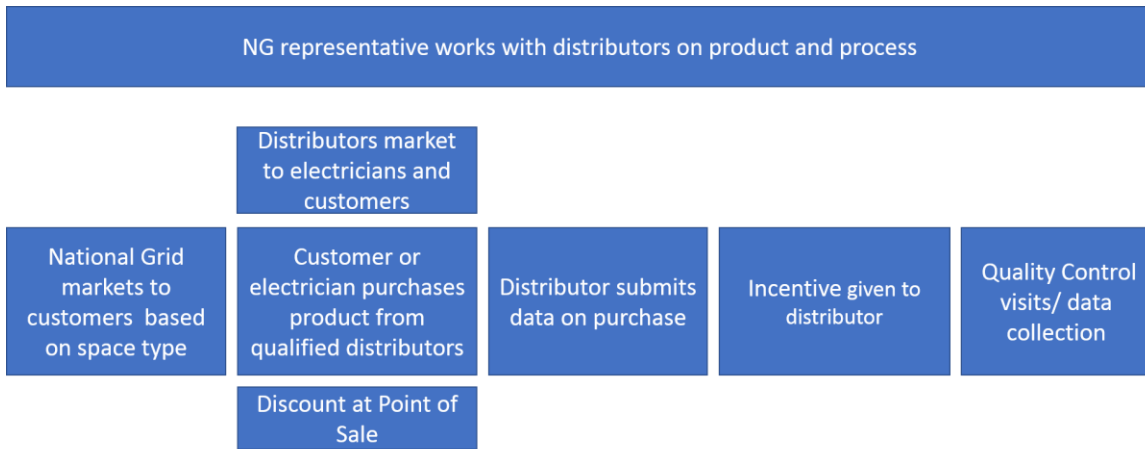 NG representative works with distributors on product and process
Distributors market
to electricians and
customers
National Grid
markets to
customers based
on space type
Customer or
electrician purchases
product from
qualified distributors
Distributor submits
data on purchase
Incentive given to
distributor
Quality Control
visits/ data
collection
Discount at Point of
Sale